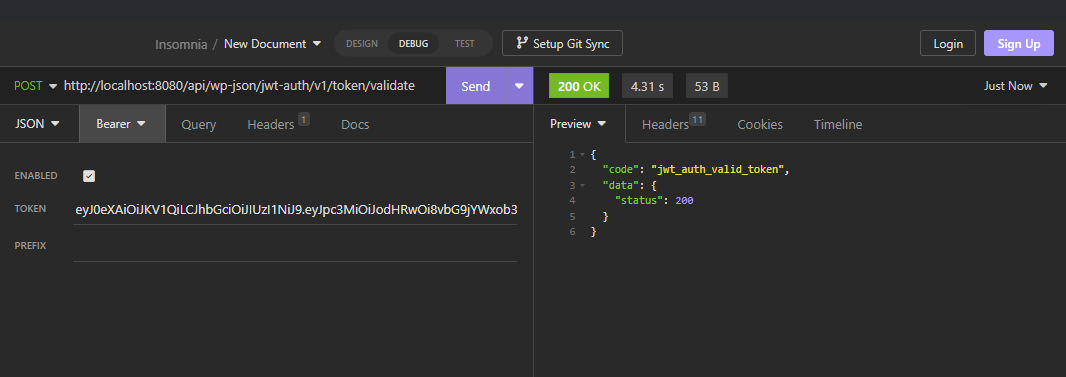 Insomnia / New Document DESIGN DEBUG TEST Setup Git Sync Login Sign Up
POST http://localhost:8080/api/wp-json/jwt-auth/v1/token/validate Send 200 OK 4.31 s 53 B Just Now
JSON Bearer Query Headers 1 Docs Preview Headers 11 Cookies Timeline
ENABLED
TOKEN eyJ0eXAiOiJKV1QiLCJhbGciOiJIUzI1NiJ9.eyJpc3MiOiJodHRwOi8vbG9jYWxob3
PREFIX
1 {
2 "code": "jwt_auth_valid_token",
3 "data": {
4 "status": 200
5 }
6 }